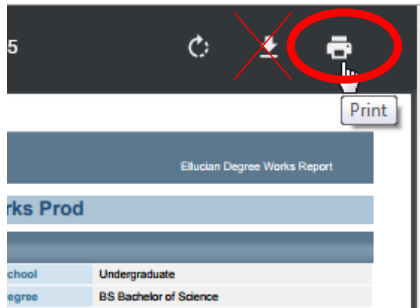 5
Print
Ellucian Degree Works Report
rks Prod
chool Undergraduate
egree BS Bachelor of Science